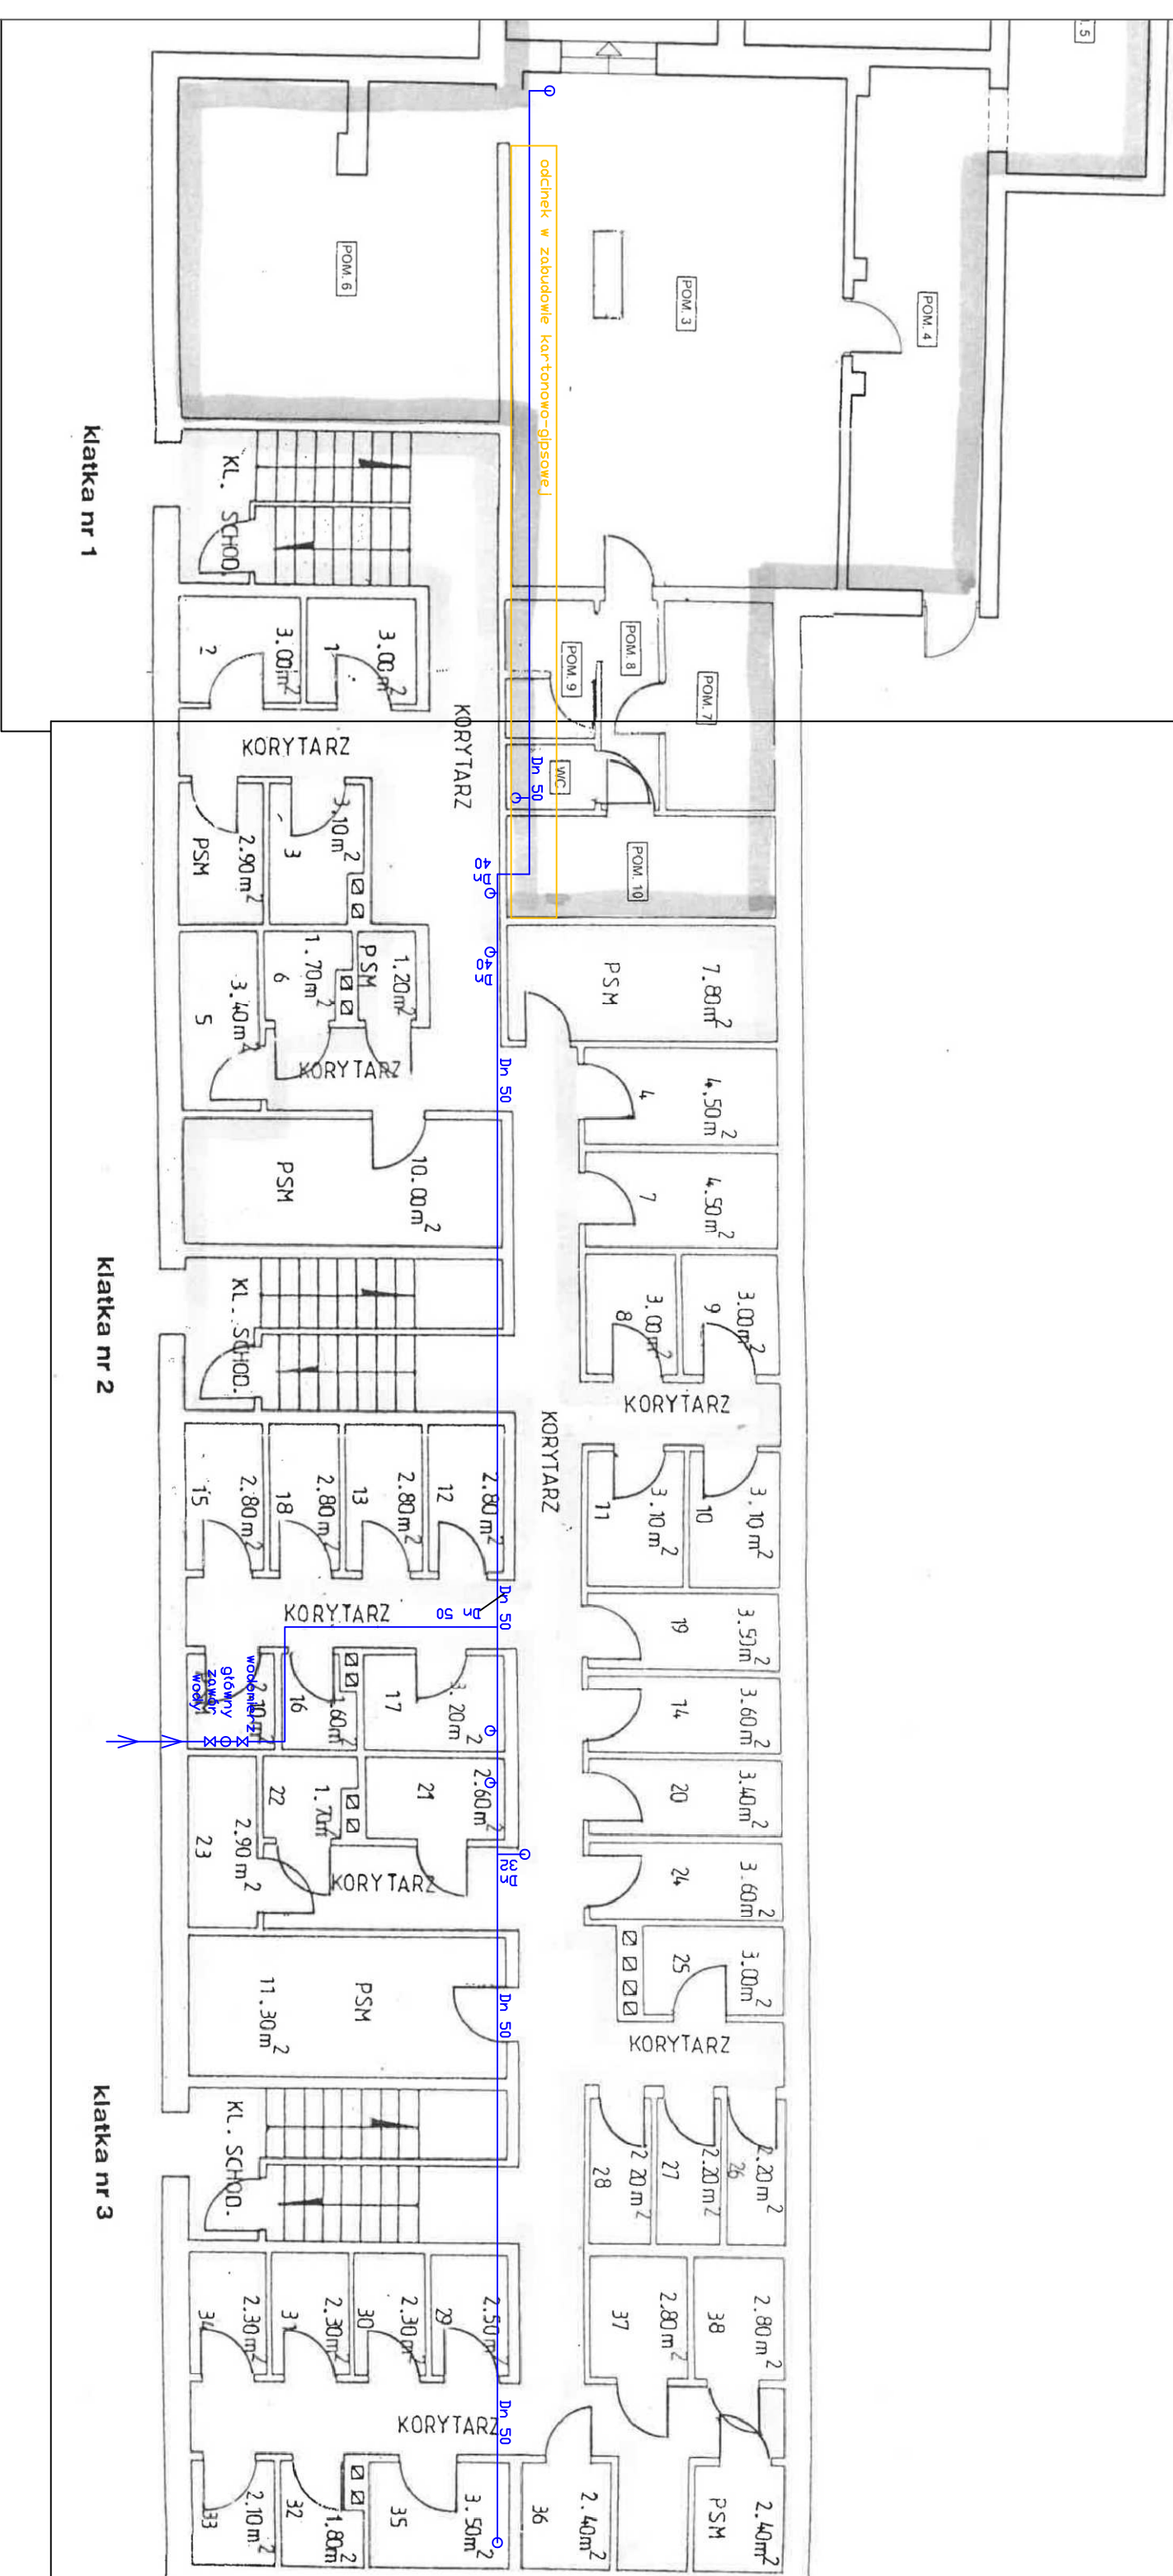 .5
POM. 6
POM. 3
POM. 4
odcinek w zabudowie kartonowo-gipsowej
klatka nr 1
KL. SCHOD.
POM. 8
POM. 9
POM. 7
3.00m²
?
3.00m²
1
KORYTARZ
KORYTARZ
WC
Dn 50
POM. 10
PSM
2.90m²
3
3.10m²
Dn 40
Dn 40
5
3.40m²
6
1.70m²
PSM
1.20m²
KORYTARZ
PSM
7.80m²
Dn 50
4
4.50m²
7
4.50m²
PSM
10.00m²
klatka nr 2
KL. SCHOD.
8
3.00m²
9
3.00m²
KORYTARZ
KORYTARZ
15
2.80m²
18
2.80m²
13
2.80m²
12
2.80m²
11
3.10m²
10
3.10m²
KORYTARZ
Dn 50
Dn 50
19
3.50m²
wodomierz
główny
zawór
wody
2.10m²
16
1.60m²
17
3.20m²
14
3.60m²
23
2.90m²
22
1.70m²
21
2.60m²
20
3.40m²
KORYTARZ
Dn 32
24
3.60m²
25
3.00m²
PSM
11.30m²
Dn 50
KORYTARZ
klatka nr 3
KL. SCHOD.
28
2.20m²
27
2.20m²
26
2.20m²
34
2.30m²
31
2.30m²
30
2.30m²
29
2.50m²
37
2.80m²
38
2.80m²
KORYTARZ
Dn 50
33
2.10m²
32
1.80m²
35
3.50m²
36
2.40m²
PSM
2.40m²